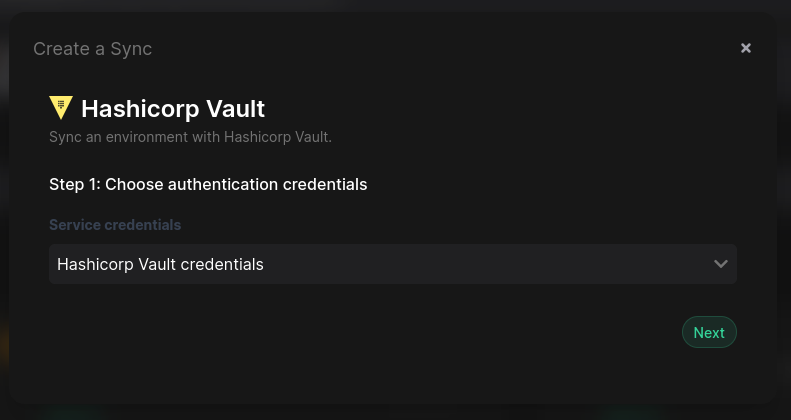 Create a Sync
Hashicorp Vault
Sync an environment with Hashicorp Vault.
Step 1: Choose authentication credentials
Service credentials
Hashicorp Vault credentials
Next